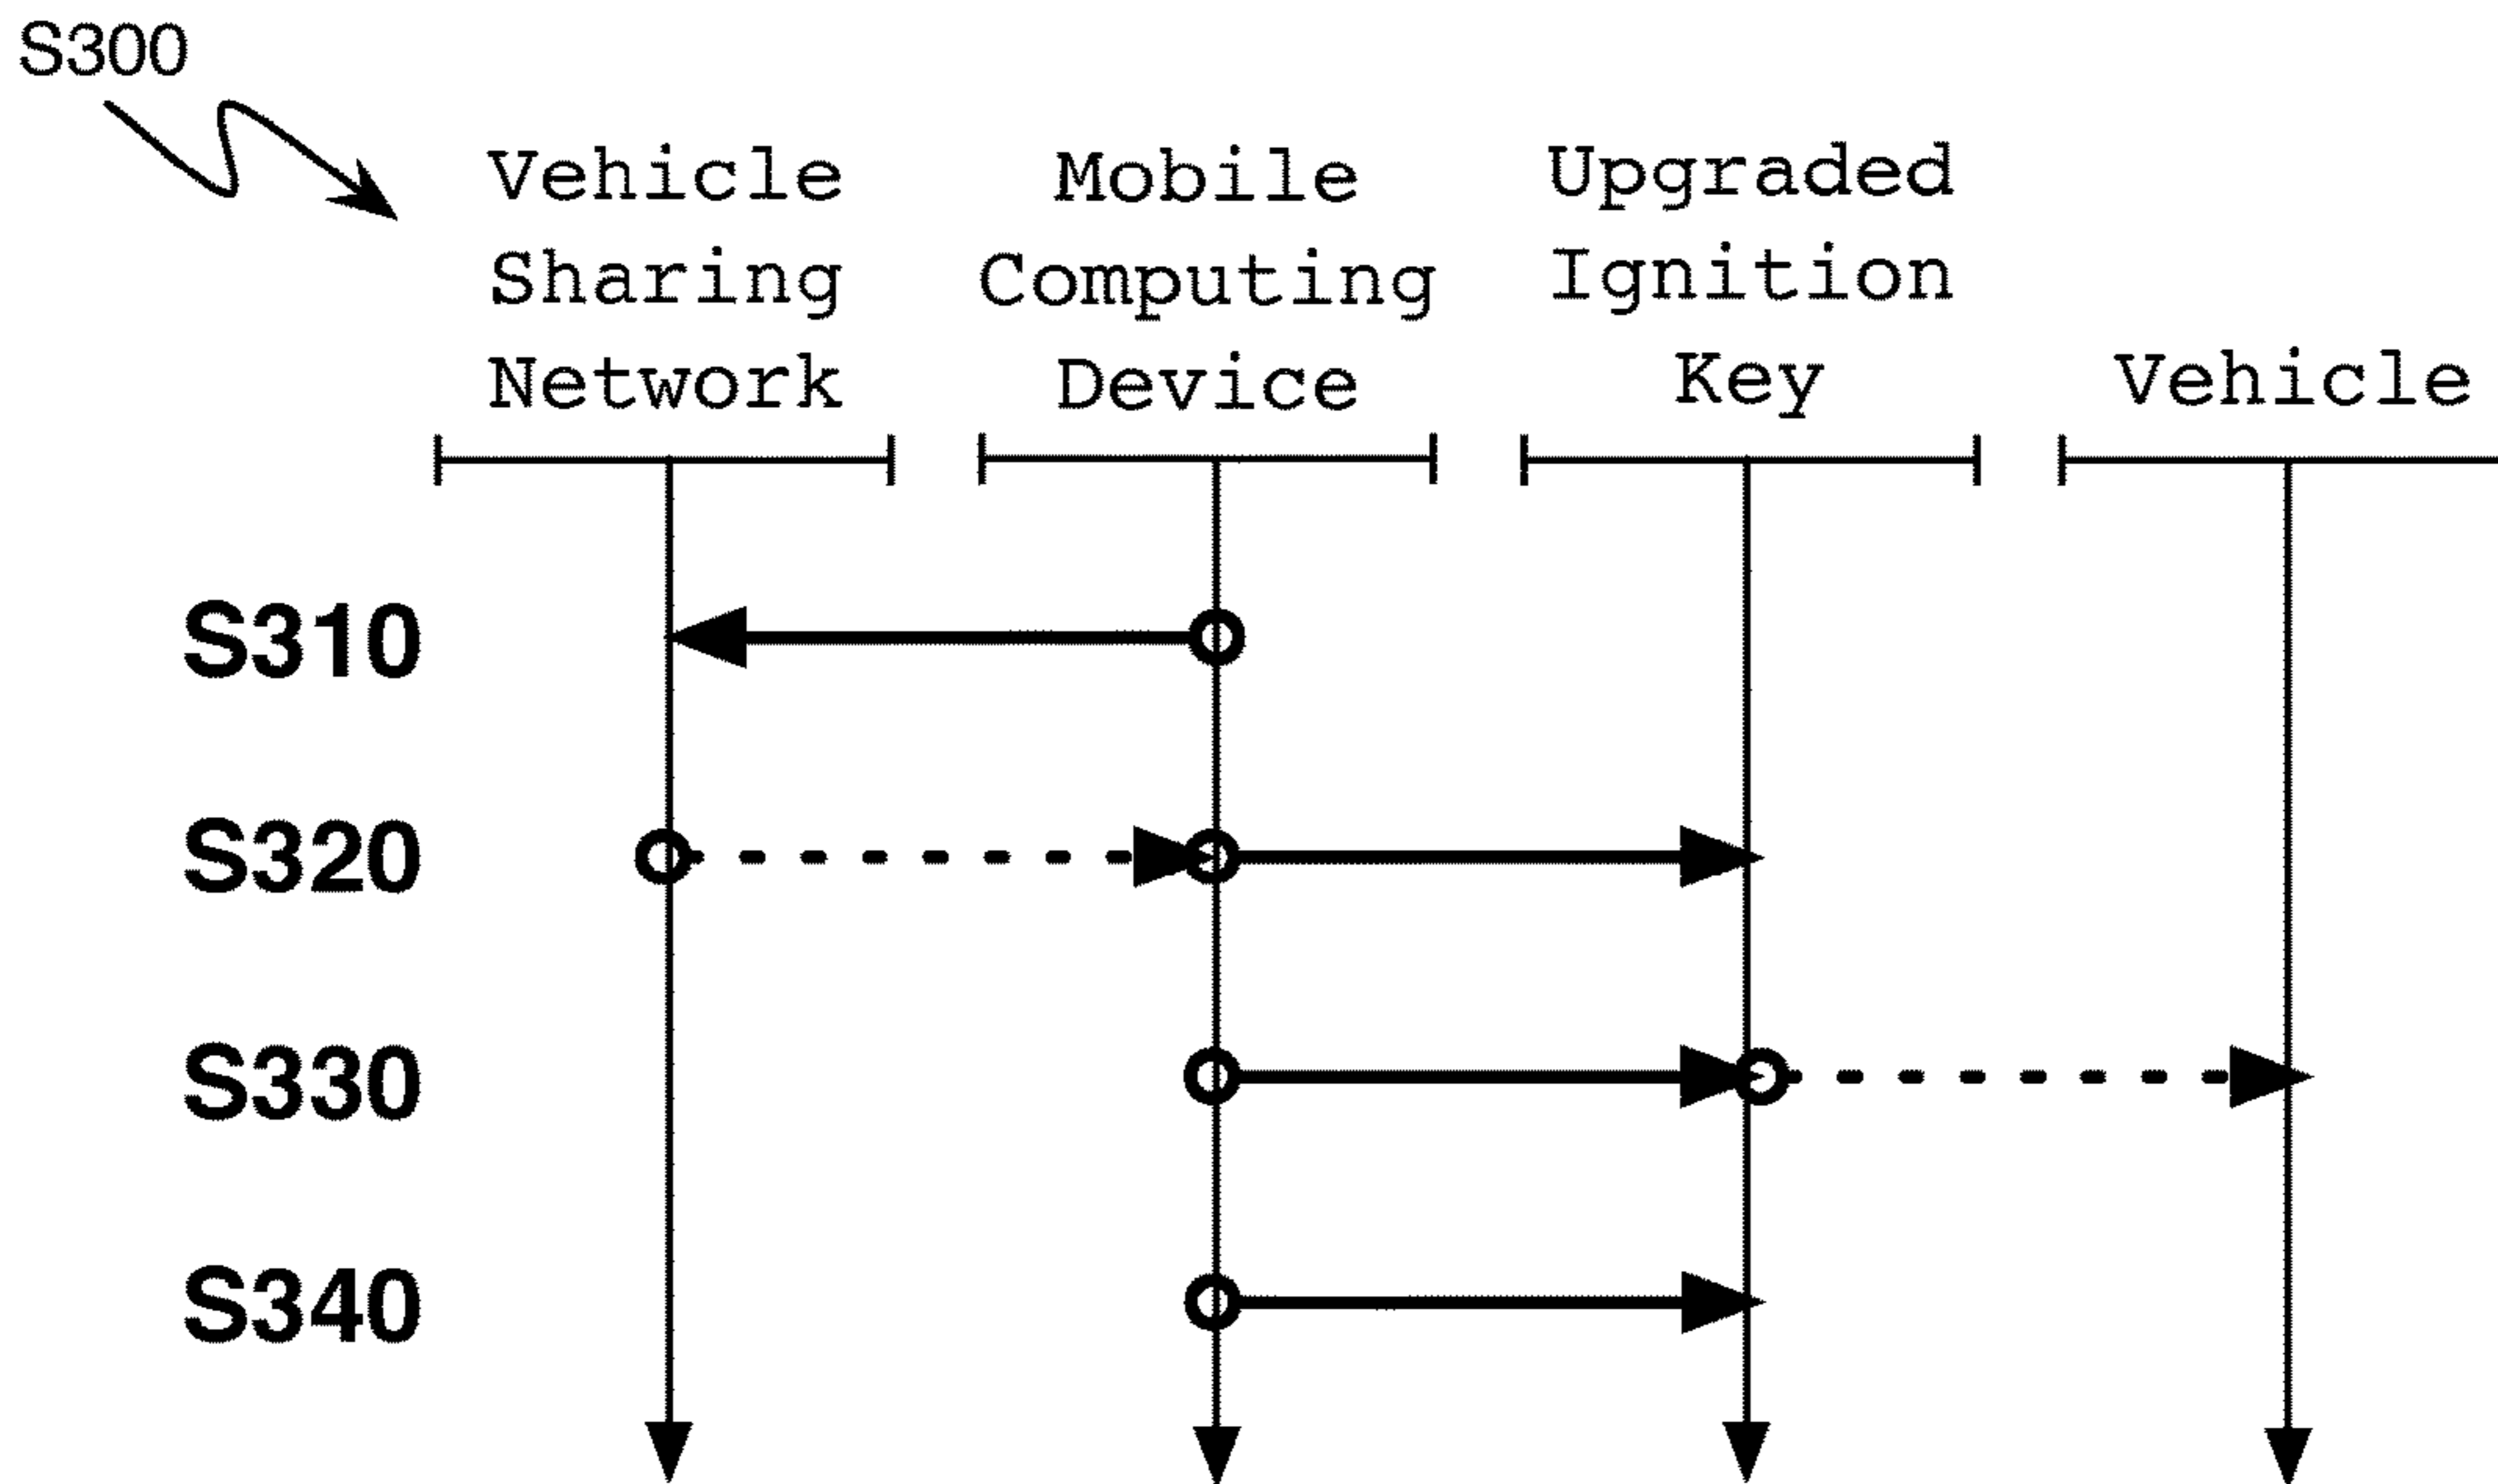 S300
Vehicle
Sharing
Network
Mobile
Computing
Device
Upgraded
Ignition
Key
Vehicle
S310
S320
S330
S340